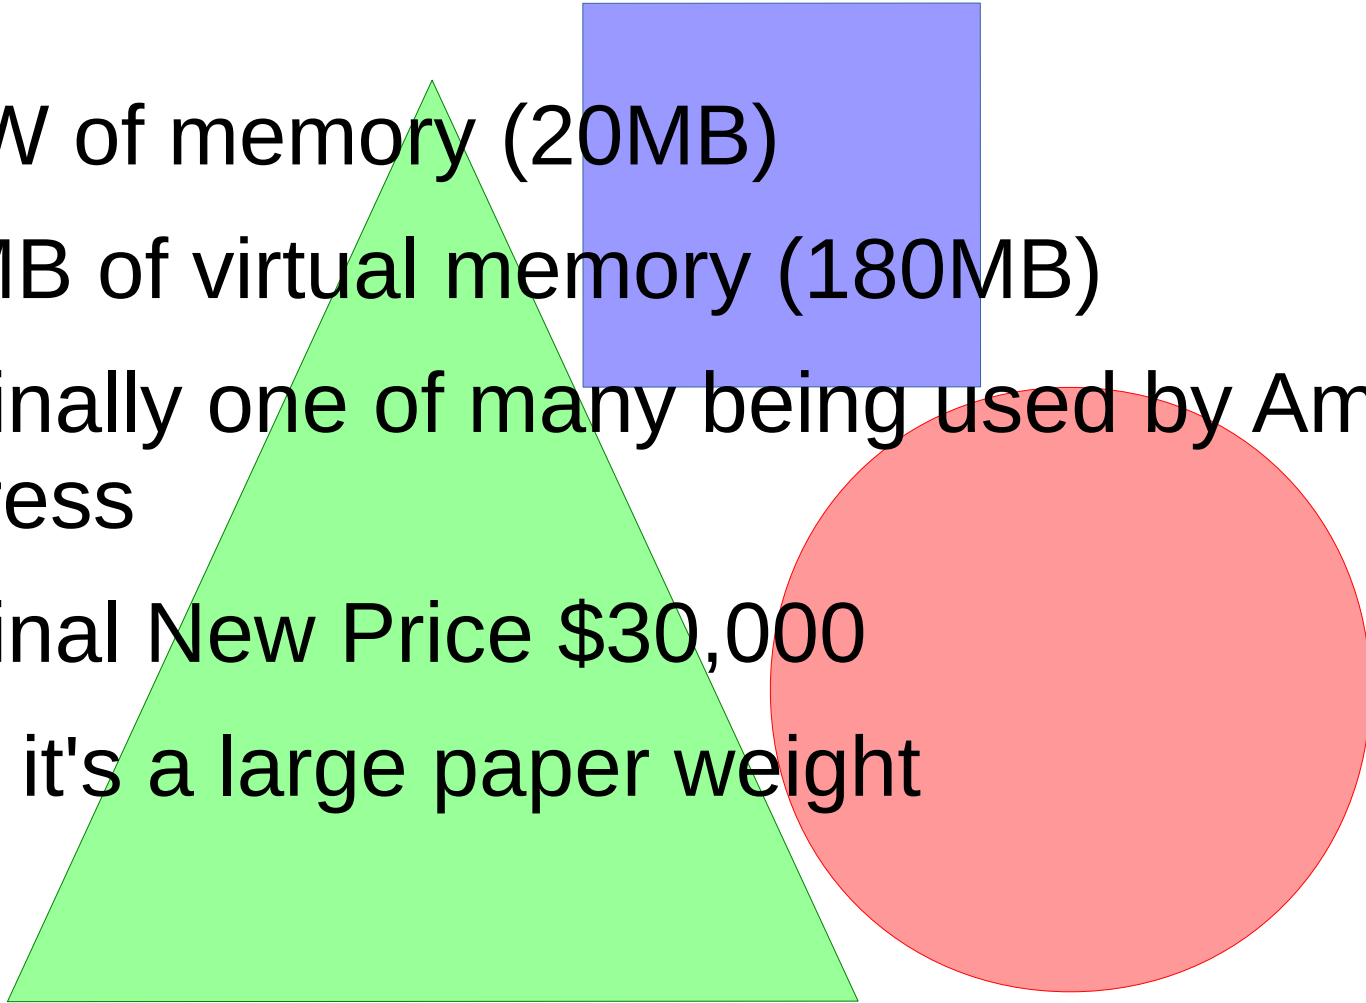 W of memory (20MB)
MB of virtual memory (180MB)
inally one of many being used by Am
ress
inal New Price $30,000
it's a large paper weight